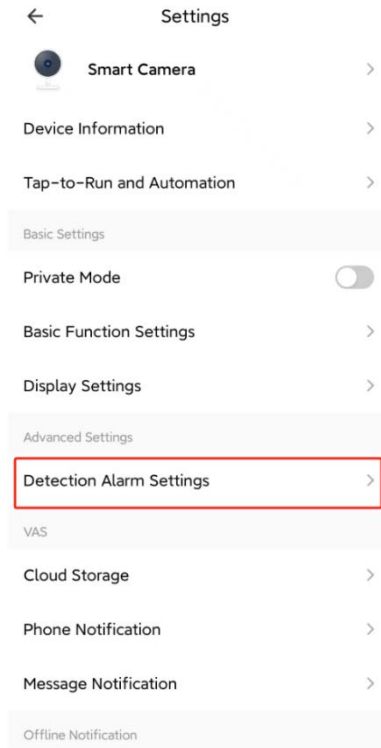 Settings
Smart Camera
Device Information
Tap-to-Run and Automation
Basic Settings
Private Mode
Basic Function Settings
Display Settings
Advanced Settings
Detection Alarm Settings
VAS
Cloud Storage
Phone Notification
Message Notification
Offline Notification